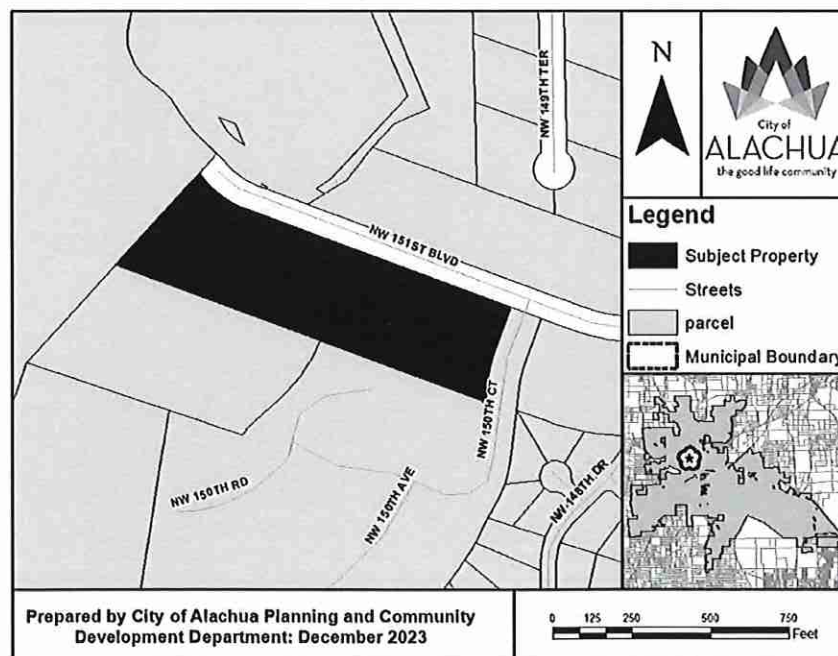 NW 149TH TER
NW 151ST BLVD
NW 150TH CT
NW 148TH DR
NW 150TH RD
NW 150TH AVE
N
City of
ALACHUA
the good life community
Legend
Subject Property
Streets
parcel
Municipal Boundary
Prepared by City of Alachua Planning and Community
Development Department: December 2023
0 125 250 500 750
Feet